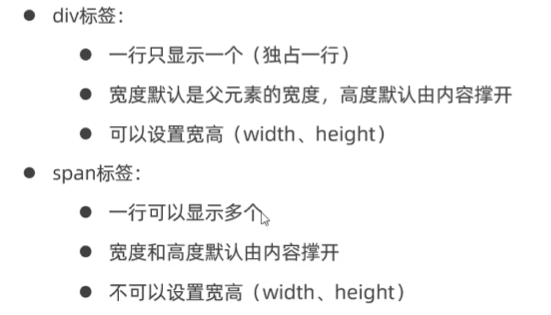 ● div标签：
● 一行只显示一个（独占一行）
● 宽度默认是父元素的宽度，高度默认由内容撑开
● 可以设置宽高（width、height）
● span标签：
● 一行可以显示多个
● 宽度和高度默认由内容撑开
● 不可以设置宽高（width、height）